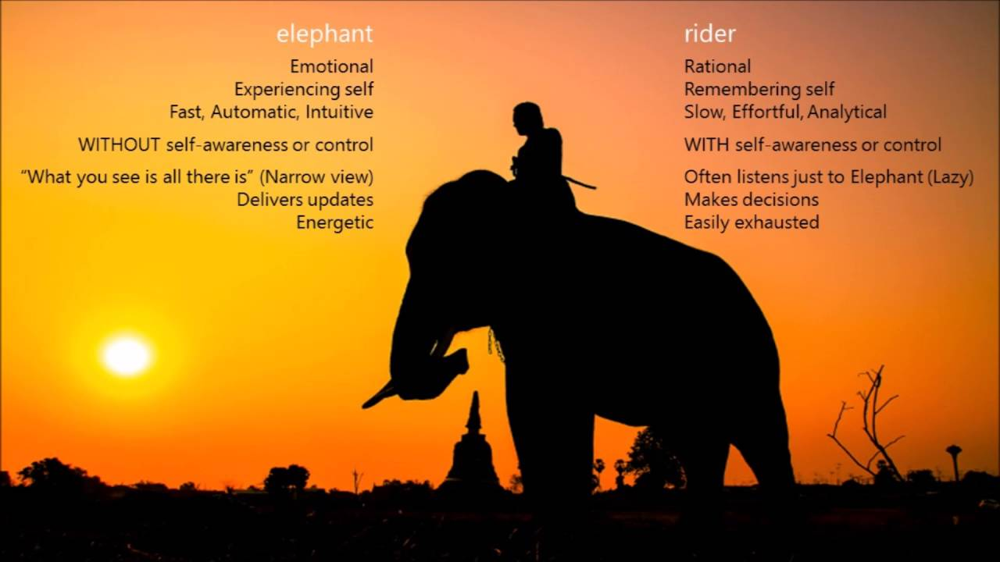 elephant
Emotional
Experiencing self
Fast, Automatic, Intuitive
WITHOUT self-awareness or control
“What you see is all there is” (Narrow view)
Delivers updates
Energetic
rider
Rational
Remembering self
Slow, Effortful, Analytical
WITH self-awareness or control
Often listens just to Elephant (Lazy)
Makes decisions
Easily exhausted